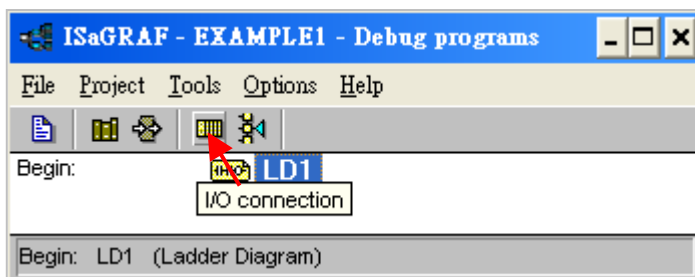 ISaGRAF - EXAMPLE1 - Debug programs
File Project Tools Options Help
Begin: LD1
I/O connection
Begin: LD1 (Ladder Diagram)